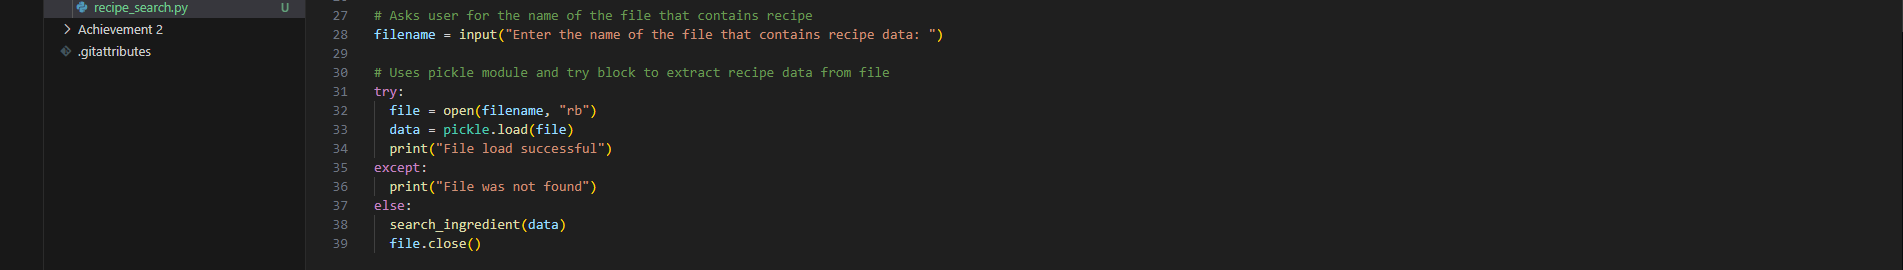 recipe_search.py U
Achievement 2
.gitattributes
27 # Asks user for the name of the file that contains recipe
28 filename = input("Enter the name of the file that contains recipe data: ")
29
30 # Uses pickle module and try block to extract recipe data from file
31 try:
32 file = open(filename, "rb")
33 data = pickle.load(file)
34 print("File load successful")
35 except:
36 print("File was not found")
37 else:
38 search_ingredient(data)
39 file.close()